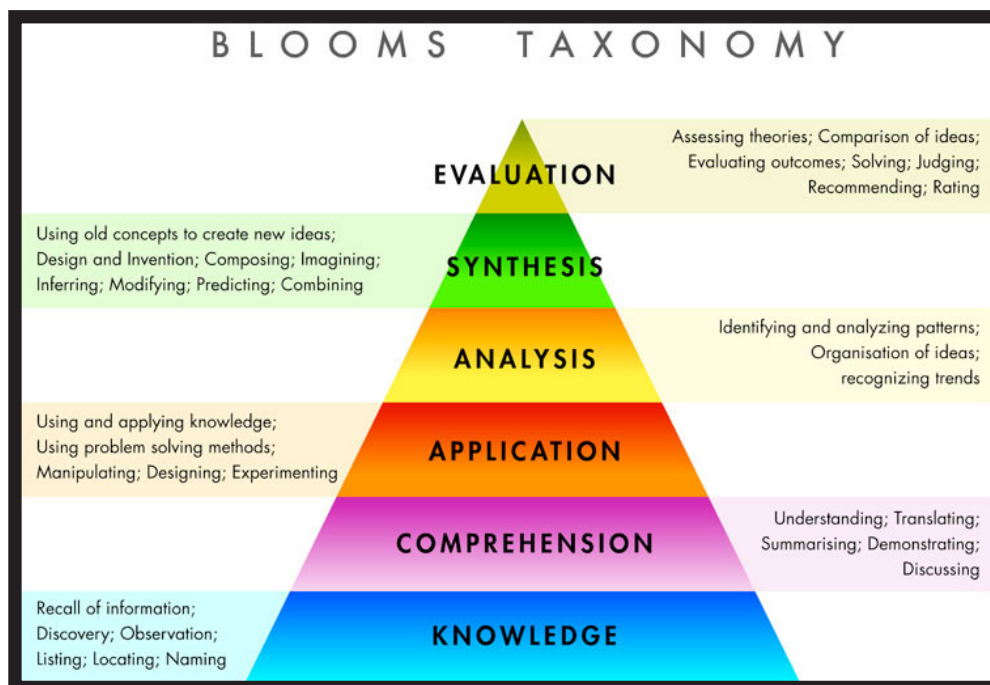 BLOOMS TAXONOMY
EVALUATION
Assessing theories; Comparison of ideas;
Evaluating outcomes; Solving; Judging;
Recommending; Rating
Using old concepts to create new ideas;
Design and Invention; Composing; Imagining;
Inferring; Modifying; Predicting; Combining
SYNTHESIS
ANALYSIS
Identifying and analyzing patterns;
Organisation of ideas;
recognizing trends
Using and applying knowledge;
Using problem solving methods;
Manipulating; Designing; Experimenting
APPLICATION
COMPREHENSION
Understanding; Translating;
Summarising; Demonstrating;
Discussing
Recall of information;
Discovery; Observation;
Listing; Locating; Naming
KNOWLEDGE